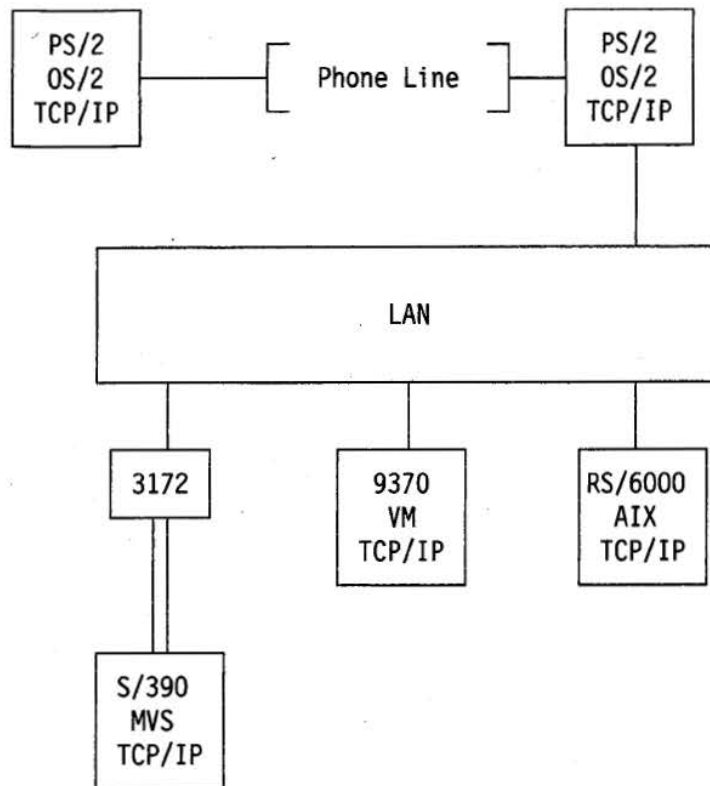 PS/2
OS/2
TCP/IP
Phone Line
PS/2
OS/2
TCP/IP
LAN
3172
9370
VM
TCP/IP
RS/6000
AIX
TCP/IP
S/390
MVS
TCP/IP